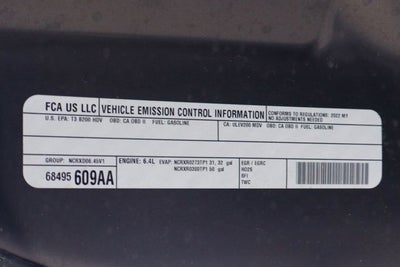 FCA US LLC VEHICLE EMISSION CONTROL INFORMATION CONFORMS TO REGULATIONS: 2022 MY
NO ADJUSTMENTS NEEDED
U.S. EPA: T3 B200 HDV OBD: CA OBD II FUEL: GASOLINE CA: ULEV200 MDV OBD: CA OBD II FUEL: GASOLINE
GROUP: NCRXD06.45V1 ENGINE: 6.4L EVAP: NCRXR0273TP1 31, 32 gal EGR / EGRC
NCRXR0260TP1 50 gal HO2S
68495 609AA SFI
TWC